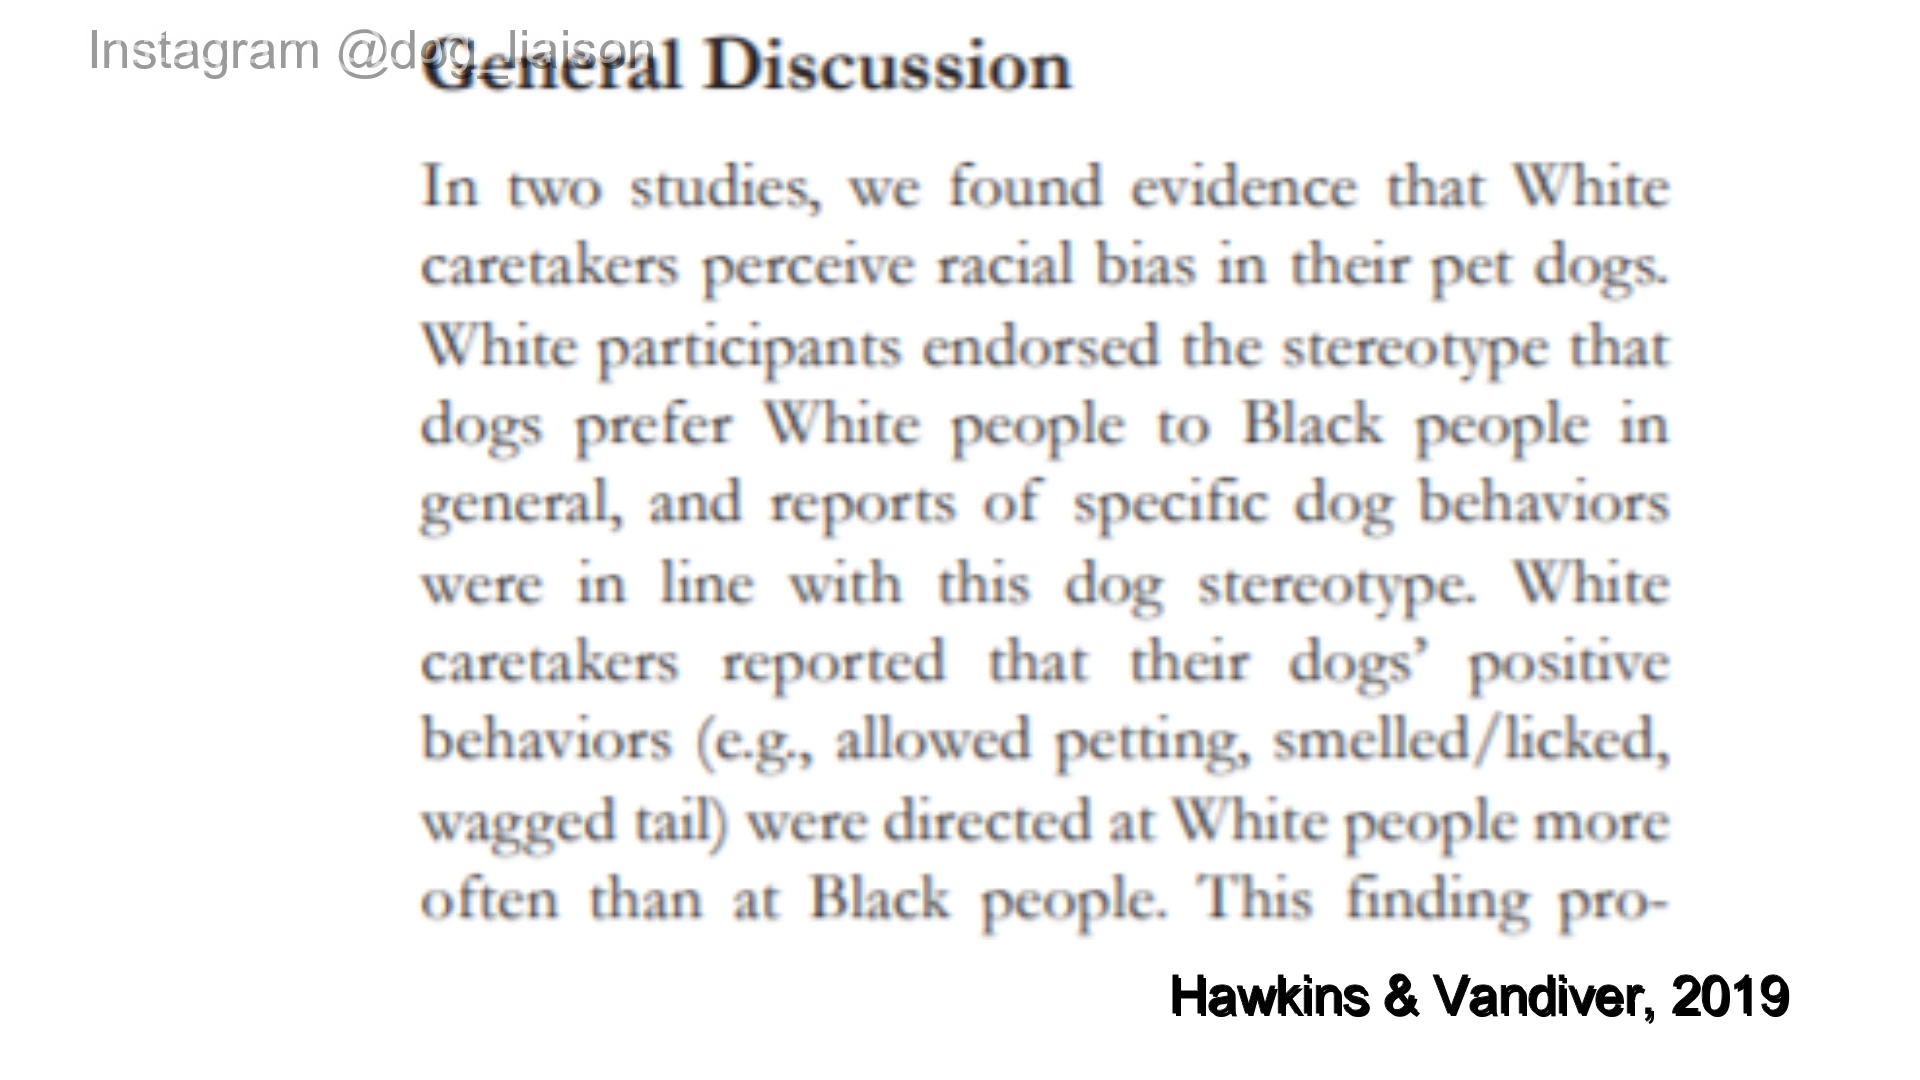 Instagram @dog_liaison
General Discussion
In two studies, we found evidence that White
caretakers perceive racial bias in their pet dogs.
White participants endorsed the stereotype that
dogs prefer White people to Black people in
general, and reports of specific dog behaviors
were in line with this dog stereotype. White
caretakers reported that their dogs’ positive
behaviors (e.g., allowed petting, smelled/licked,
wagged tail) were directed at White people more
often than at Black people. This finding pro-
Hawkins & Vandiver, 2019